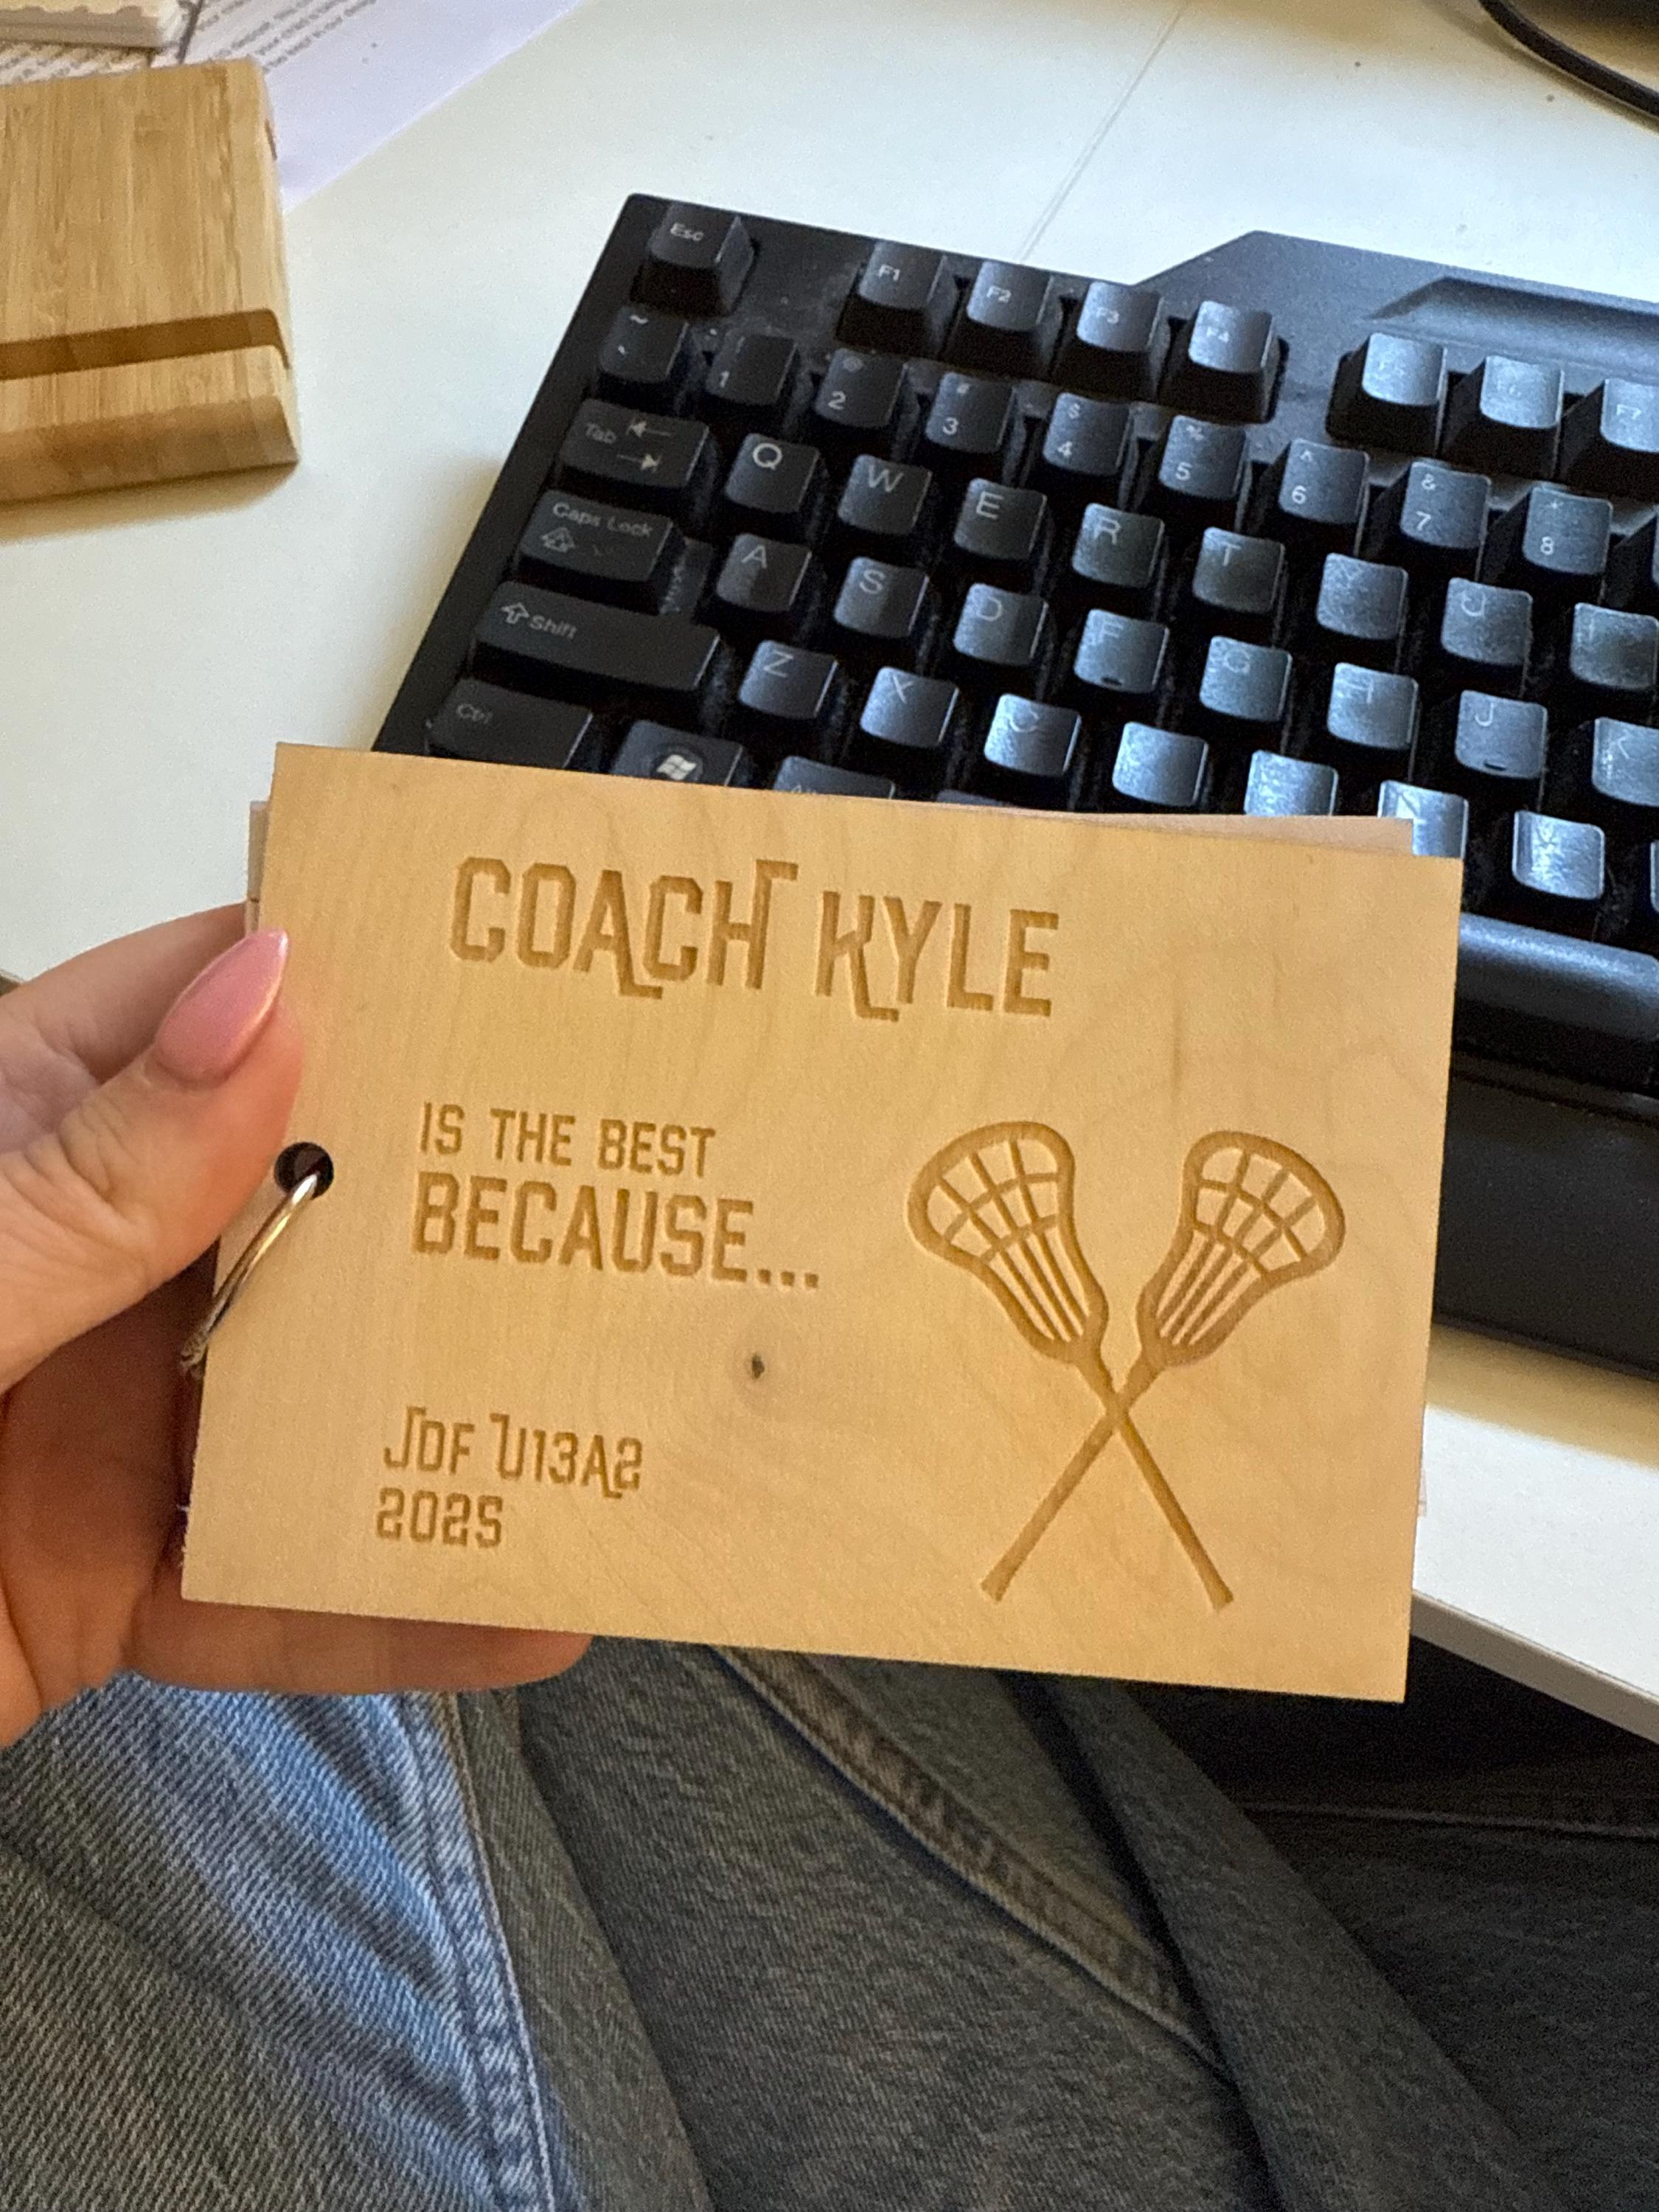 Esc F1 F2 F3 F4 F7
~ ` ! 1 @ 2 # 3 $ 4 % 5 ^ 6 & 7 * 8
Tab Q W E R T Y U I
Caps Lock A S D F G H J K
Shift Z X C
Ctrl
COACH KYLE
IS THE BEST
BECAUSE...
JDF U13A2
2025